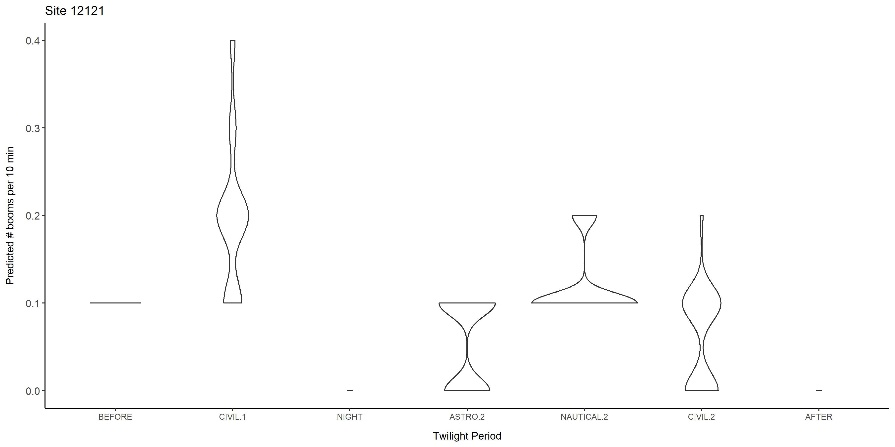 Site 12121
Predicted # booms per 10 min
0.4
0.3
0.2
0.1
0.0
BEFORE CIVIL.1 NIGHT ASTRO.2 NAUTICAL.2 CIVIL.2 AFTER
Twilight Period